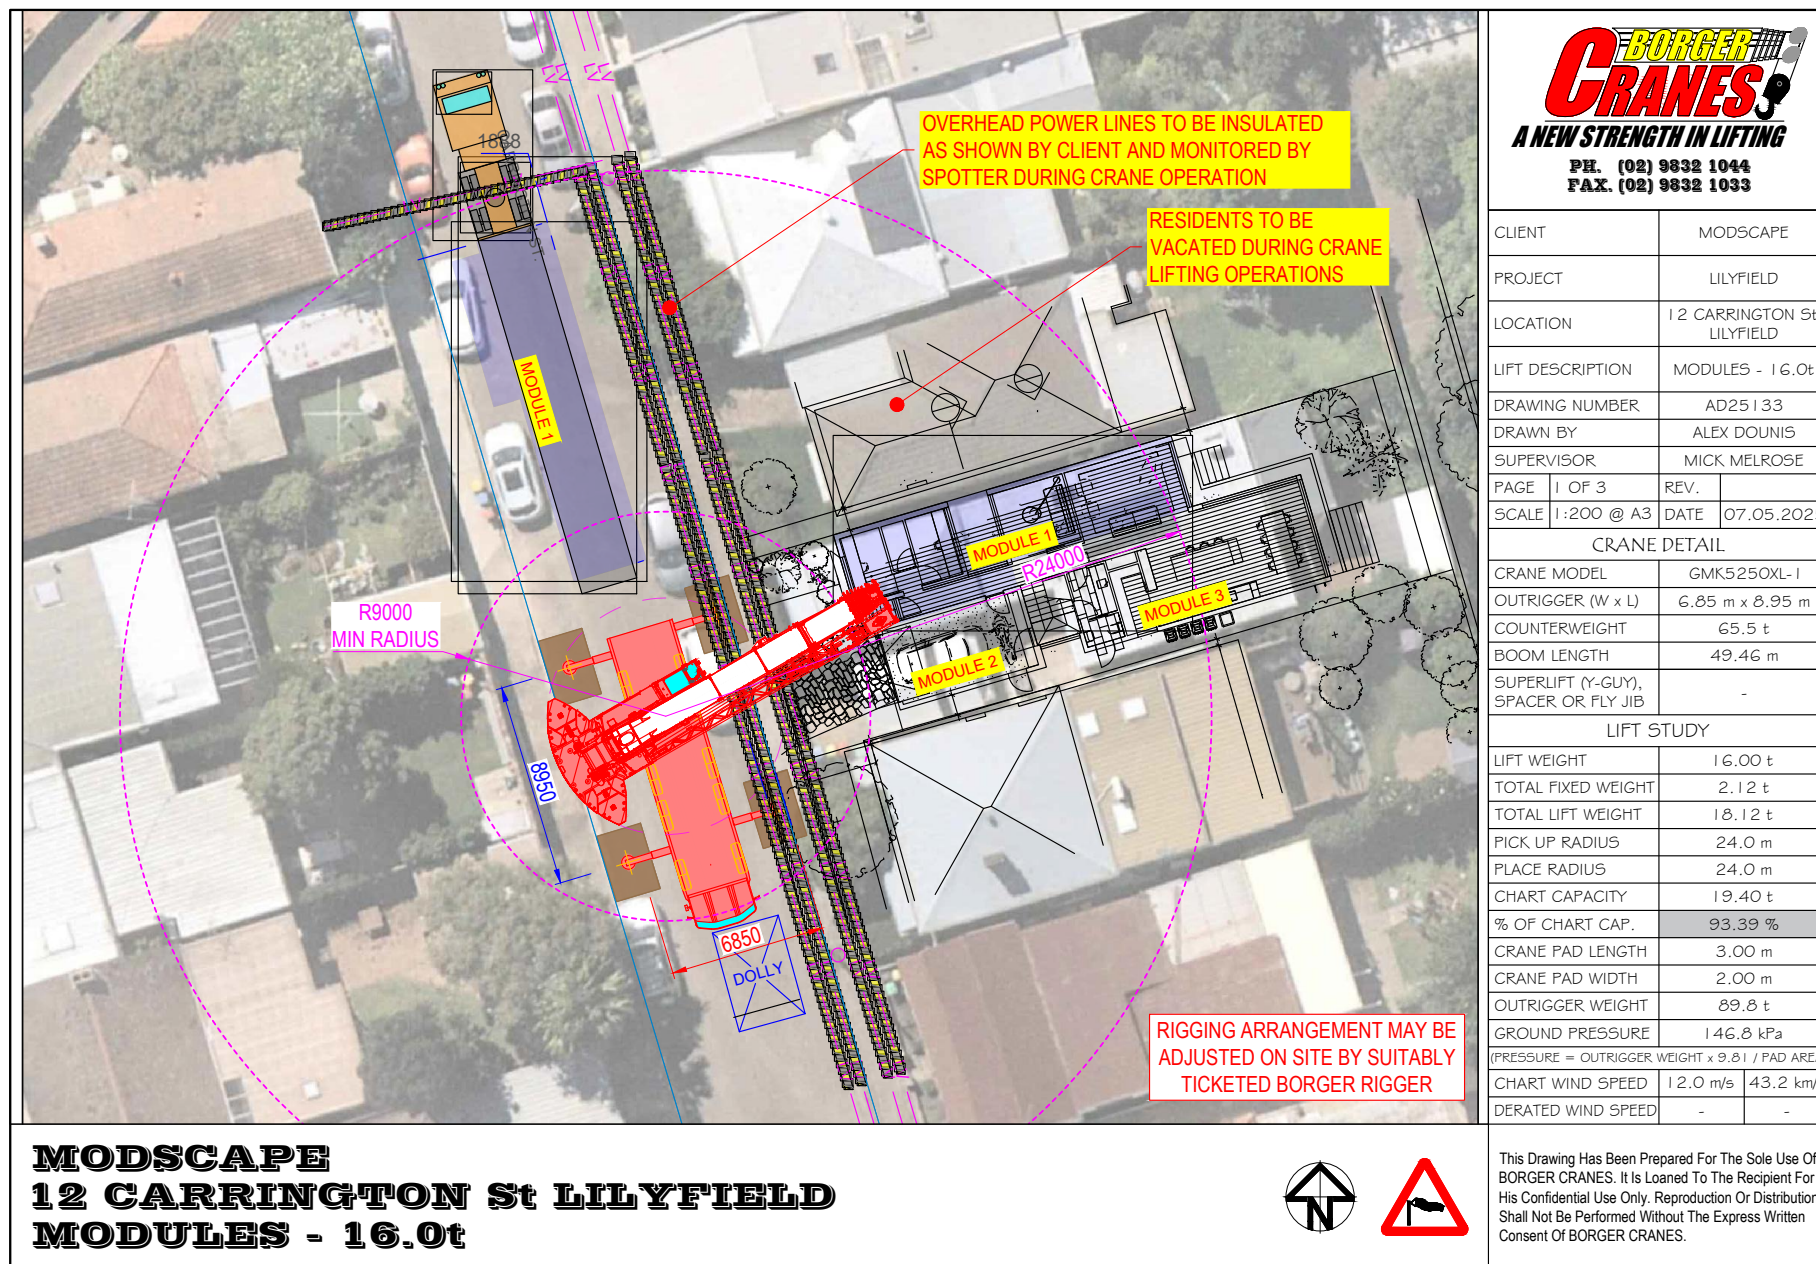 OVERHEAD POWER LINES TO BE INSULATED
AS SHOWN BY CLIENT AND MONITORED BY
SPOTTER DURING CRANE OPERATION
RESIDENTS TO BE
VACATED DURING CRANE
LIFTING OPERATIONS
MODULE 1
MODULE 1
R24000
MODULE 3
MODULE 2
R9000
MIN RADIUS
8950
6850
DOLLY
RIGGING ARRANGEMENT MAY BE
ADJUSTED ON SITE BY SUITABLY
TICKETED BORGER RIGGER
BORGER
CRANES
A NEW STRENGTH IN LIFTING
PH. (02) 9832 1044
FAX. (02) 9832 1033
CLIENT MODSCAPE
PROJECT LILYFIELD
LOCATION 12 CARRINGTON St
LILYFIELD
LIFT DESCRIPTION MODULES - 16.0t
DRAWING NUMBER AD25133
DRAWN BY ALEX DOUNIS
SUPERVISOR MICK MELROSE
PAGE 1 OF 3 REV.
SCALE 1:200 @ A3 DATE 07.05.202
CRANE DETAIL
CRANE MODEL GMK5250XL-1
OUTRIGGER (W x L) 6.85 m x 8.95 m
COUNTERWEIGHT 65.5 t
BOOM LENGTH 49.46 m
SUPERLIFT (Y-GUY),
SPACER OR FLY JIB -
LIFT STUDY
LIFT WEIGHT 16.00 t
TOTAL FIXED WEIGHT 2.12 t
TOTAL LIFT WEIGHT 18.12 t
PICK UP RADIUS 24.0 m
PLACE RADIUS 24.0 m
CHART CAPACITY 19.40 t
% OF CHART CAP. 93.39 %
CRANE PAD LENGTH 3.00 m
CRANE PAD WIDTH 2.00 m
OUTRIGGER WEIGHT 89.8 t
GROUND PRESSURE 146.8 kPa
(PRESSURE = OUTRIGGER WEIGHT x 9.81 / PAD AREA
CHART WIND SPEED 12.0 m/s 43.2 km/
DERATED WIND SPEED - -
MODSCAPE
12 CARRINGTON St LILYFIELD
MODULES - 16.0t
N
This Drawing Has Been Prepared For The Sole Use Of
BORGER CRANES. It Is Loaned To The Recipient For
His Confidential Use Only. Reproduction Or Distribution
Shall Not Be Performed Without The Express Written
Consent Of BORGER CRANES.